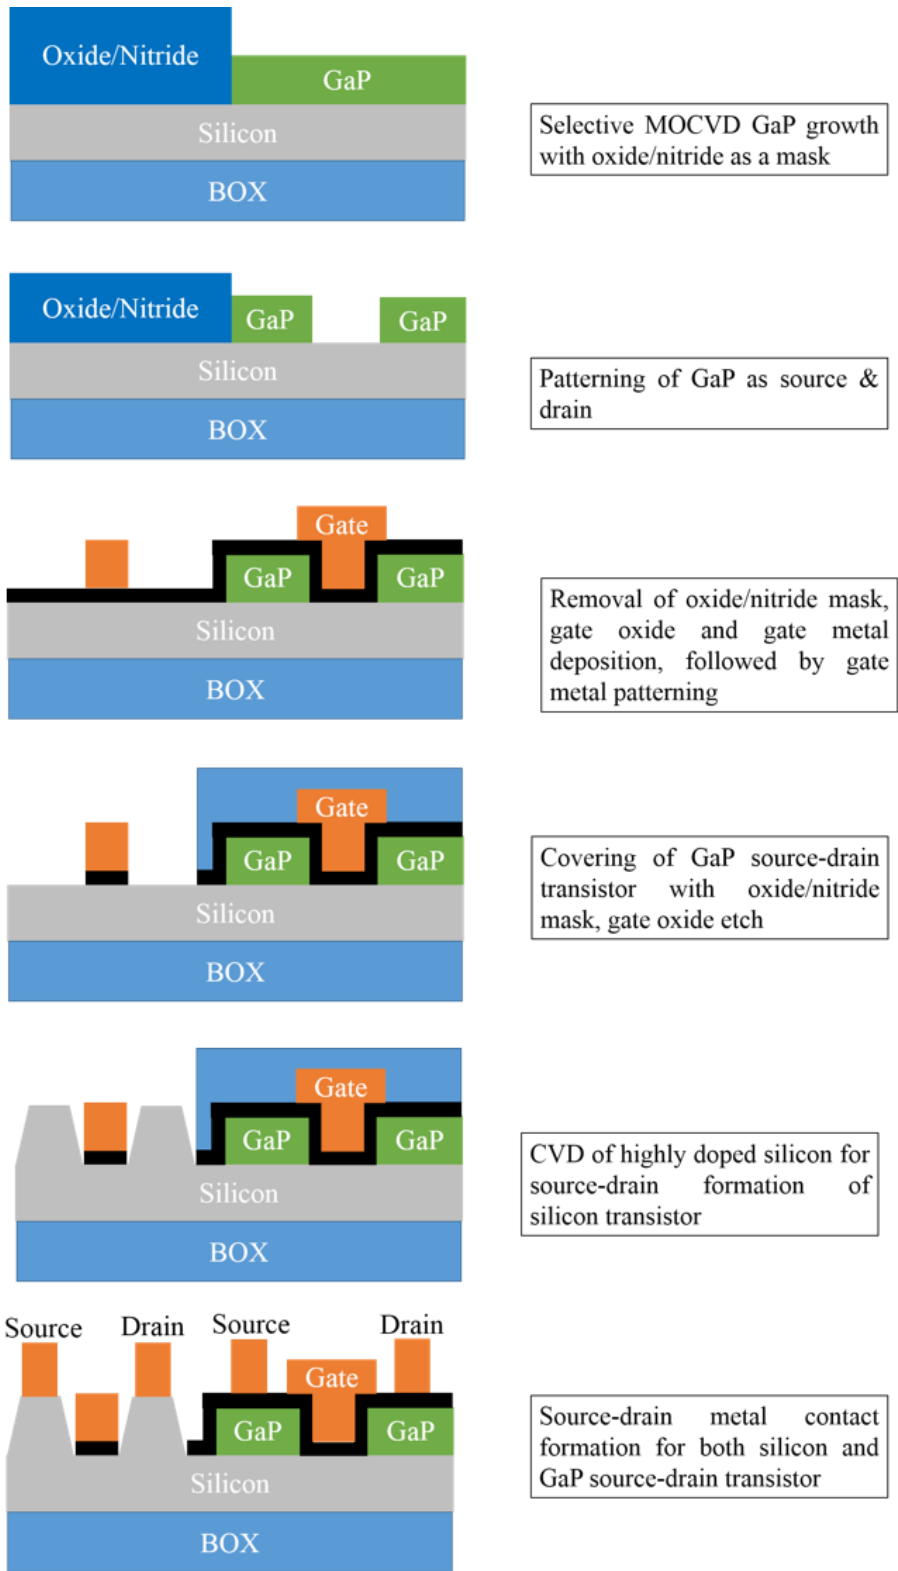 Oxide/Nitride
GaP
Silicon
BOX
Selective MOCVD GaP growth
with oxide/nitride as a mask
Oxide/Nitride
GaP
GaP
Silicon
BOX
Patterning of GaP as source &
drain
Gate
GaP
GaP
Silicon
BOX
Removal of oxide/nitride mask,
gate oxide and gate metal
deposition, followed by gate
metal patterning
Gate
GaP
GaP
Silicon
BOX
Covering of GaP source-drain
transistor with oxide/nitride
mask, gate oxide etch
Gate
GaP
GaP
Silicon
BOX
CVD of highly doped silicon for
source-drain formation of
silicon transistor
Source
Drain
Source
Drain
Gate
GaP
GaP
Silicon
BOX
Source-drain metal contact
formation for both silicon and
GaP source-drain transistor